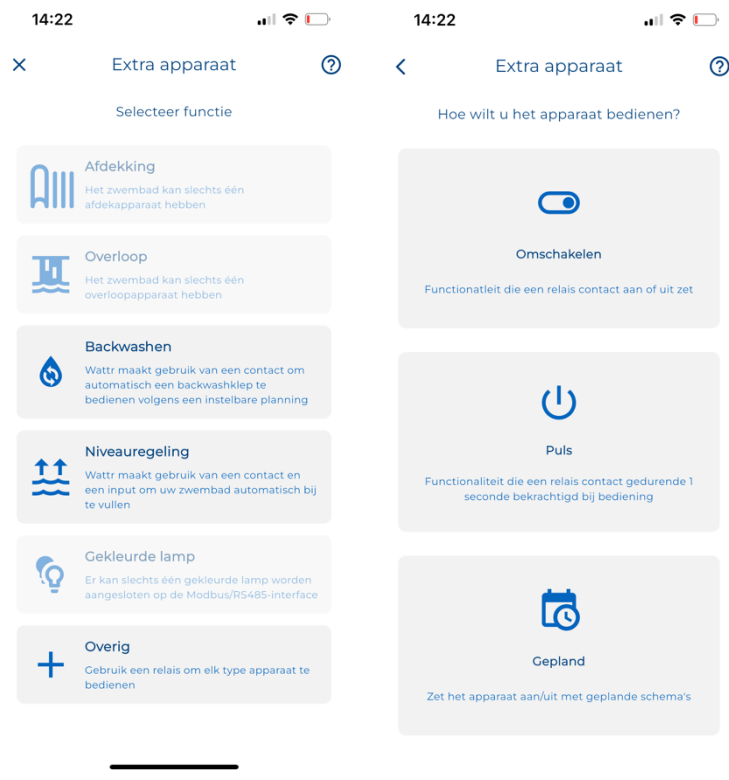 14:22
Extra apparaat
Selecteer functie
Afdekking
Het zwembad kan slechts één
afdekapparaat hebben
Overloop
Het zwembad kan slechts één
overloopapparaat hebben
Backwashen
Wattr maakt gebruik van een contact om
automatisch een backwashklep te
bedienen volgens een instelbare planning
Niveauregeling
Wattr maakt gebruik van een contact en
een input om uw zwembad automatisch bij
te vullen
Gekleurde lamp
Er kan slechts één gekleurde lamp worden
aangesloten op de Modbus/RS485-interface
Overig
Gebruik een relais om elk type apparaat te
bedienen
14:22
Extra apparaat
Hoe wilt u het apparaat bedienen?
Omschakelen
Functionatleit die een relais contact aan of uit zet
Puls
Functionaliteit die een relais contact gedurende 1
seconde bekrachtigd bij bediening
Gepland
Zet het apparaat aan/uit met geplande schema's